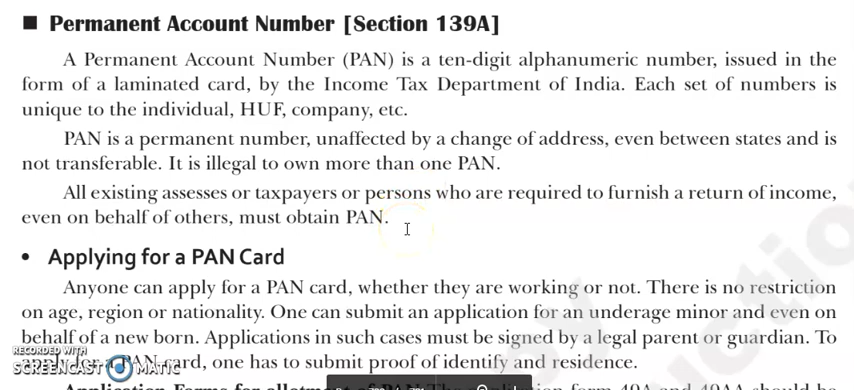 ■ Permanent Account Number [Section 139A]
A Permanent Account Number (PAN) is a ten-digit alphanumeric number, issued in the
form of a laminated card, by the Income Tax Department of India. Each set of numbers is
unique to the individual, HUF, company, etc.
PAN is a permanent number, unaffected by a change of address, even between states and is
not transferable. It is illegal to own more than one PAN.
All existing assesses or taxpayers or persons who are required to furnish a return of income,
even on behalf of others, must obtain PAN.
• Applying for a PAN Card
Anyone can apply for a PAN card, whether they are working or not. There is no restriction
on age, region or nationality. One can submit an application for an underage minor and even on
behalf of a new born. Applications in such cases must be signed by a legal parent or guardian. To
RECORDED WITH
SCREENCAST MATIC
apply for a PAN card, one has to submit proof of identify and residence.